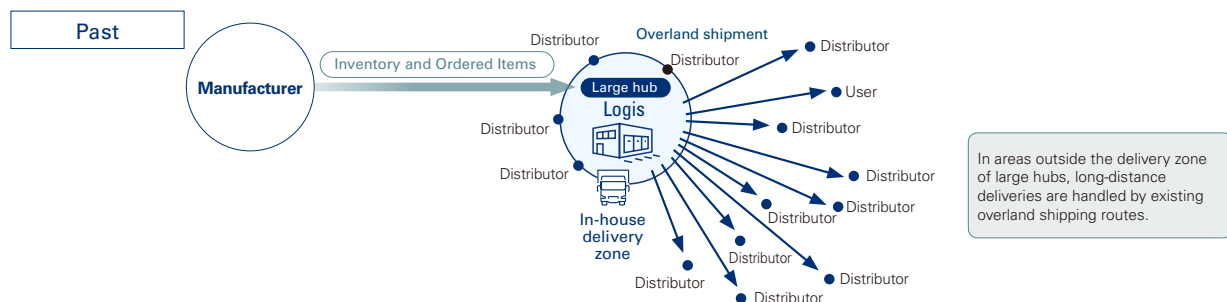 Past
Manufacturer
Inventory and Ordered Items
Distributor
Overland shipment
Distributor
Large hub
Logis
Distributor
Distributor
In-house
delivery
zone
Distributor
User
Distributor
Distributor
Distributor
Distributor
Distributor
Distributor
Distributor
Distributor
In areas outside the delivery zone
of large hubs, long-distance
deliveries are handled by existing
overland shipping routes.